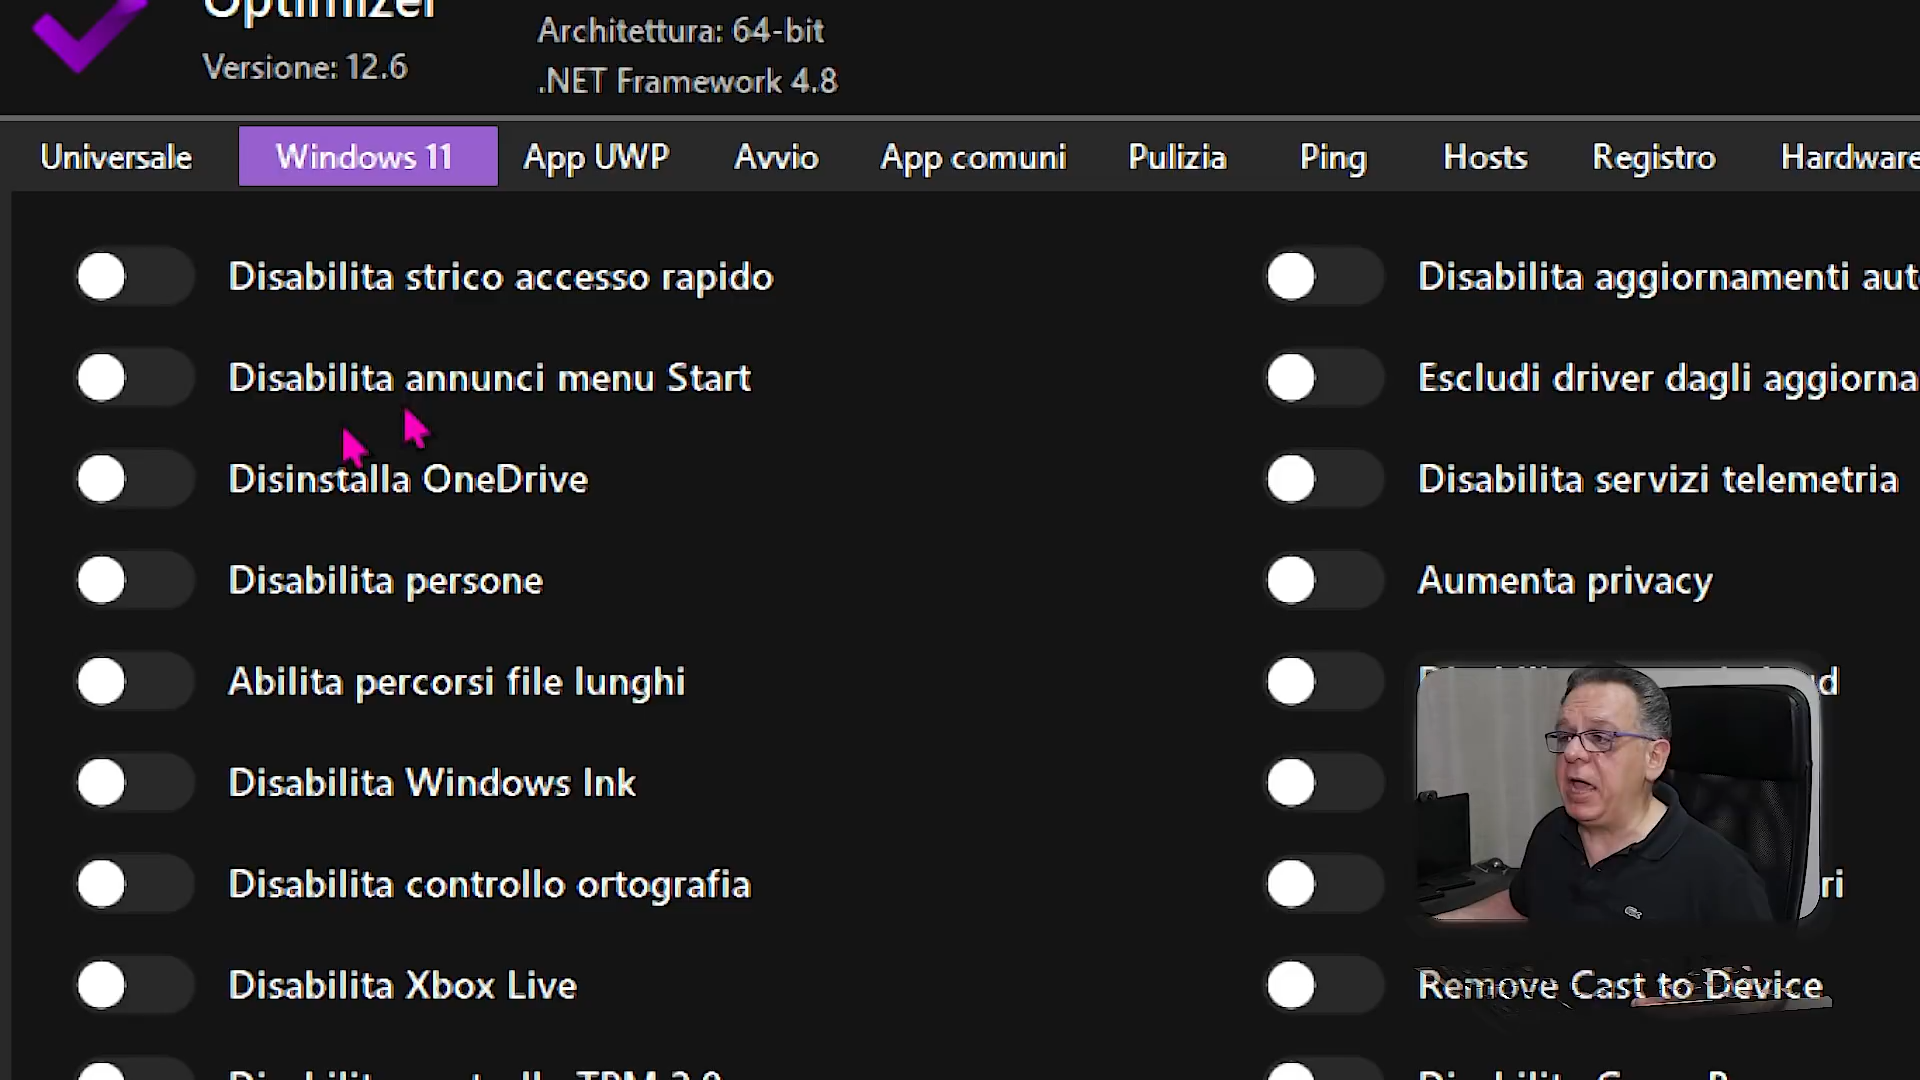 Optimizer
Versione: 12.6
Architettura: 64-bit
.NET Framework 4.8
Universale Windows 11 App UWP Avvio App comuni Pulizia Ping Hosts Registro Hardware
Disabilita strico accesso rapido
Disabilita annunci menu Start
Disinstalla OneDrive
Disabilita persone
Abilita percorsi file lunghi
Disabilita Windows Ink
Disabilita controllo ortografia
Disabilita Xbox Live
TPM 2.0
Disabilita aggiornamenti
Escludi driver dagli
Disabilita servizi telemetria
Aumenta privacy
Remove Cast to Device